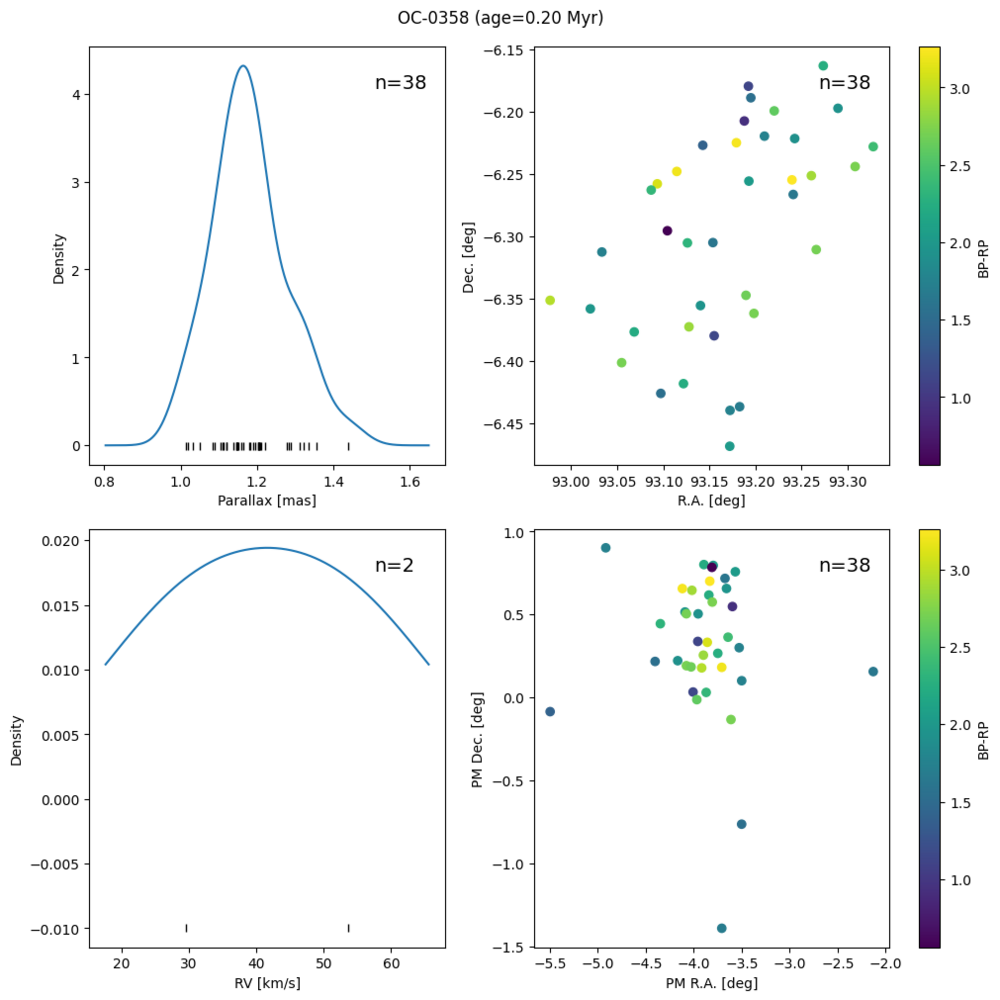 OC-0358 (age=0.20 Myr)
n=38
Density
4
3
2
1
0
0.8 1.0 1.2 1.4 1.6
Parallax [mas]
n=38
Dec. [deg]
−6.15
−6.20
−6.25
−6.30
−6.35
−6.40
−6.45
93.00 93.05 93.10 93.15 93.20 93.25 93.30
R.A. [deg]
3.0
2.5
2.0
1.5
1.0
BP-RP
n=2
Density
0.020
0.015
0.010
0.005
0.000
−0.005
−0.010
20 30 40 50 60
RV [km/s]
n=38
PM Dec. [deg]
1.0
0.5
0.0
−0.5
−1.0
−1.5
−5.5 −5.0 −4.5 −4.0 −3.5 −3.0 −2.5 −2.0
PM R.A. [deg]
3.0
2.5
2.0
1.5
1.0
BP-RP